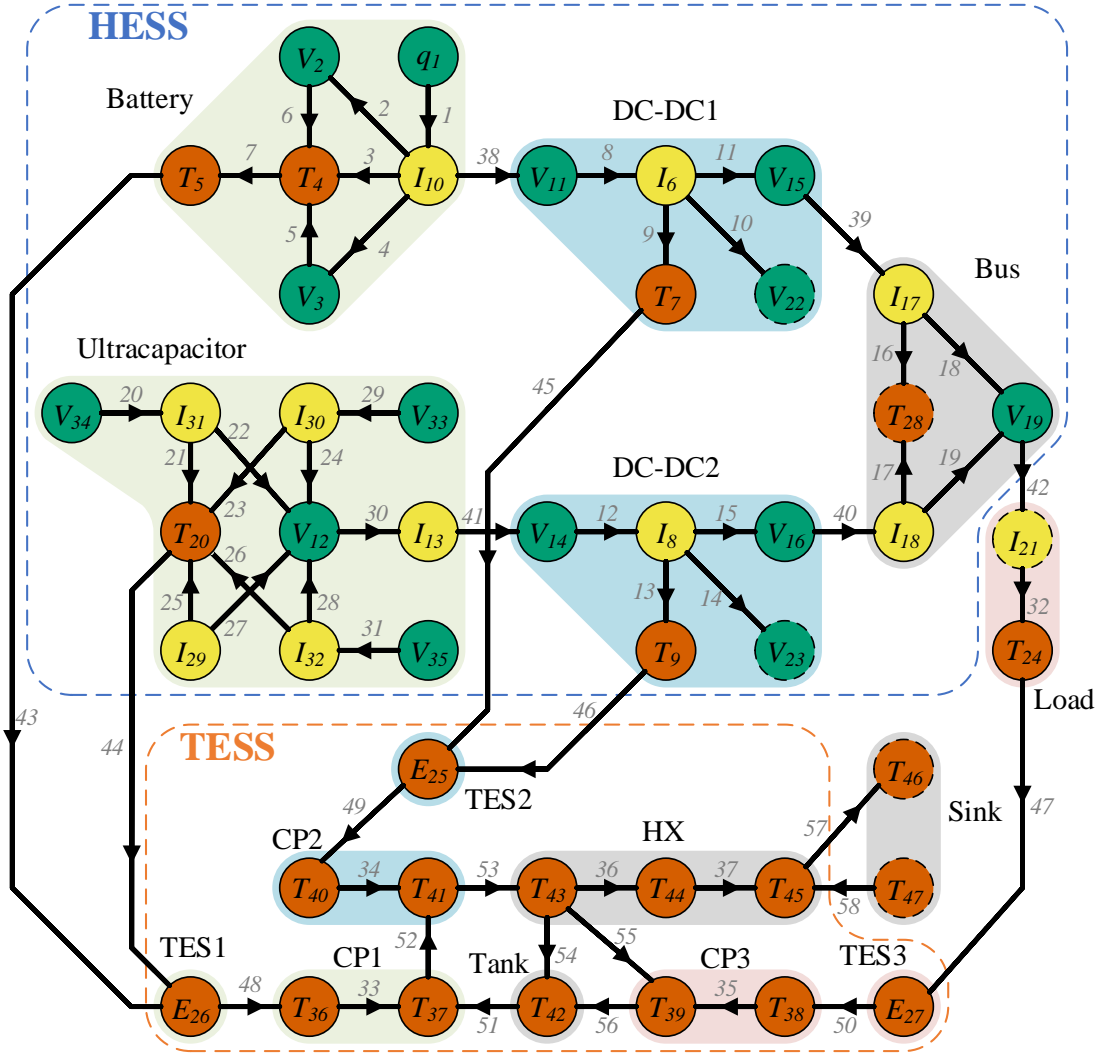 HESS
V2
q1
Battery
6
2
1
DC-DC1
T5
7
T4
3
I10
38
V11
8
I6
11
V15
5
4
9
10
39
V3
T7
V22
I17
Bus
Ultracapacitor
16
18
V34
20
I31
22
I30
29
V33
45
T28
V19
21
24
DC-DC2
17
19
42
23
T20
V12
30
I13
41
V14
12
I8
15
V16
40
I18
I21
26
25
27
28
13
14
32
I29
I32
31
V35
T9
V23
T24
Load
43
44
46
TESS
E25
TES2
T46
49
57
47
CP2
HX
Sink
T40
34
T41
53
T43
36
T44
37
T45
58
T47
TES1
CP1
52
Tank
54
55
CP3
TES3
E26
48
T36
33
T37
51
T42
56
T39
35
T38
50
E27